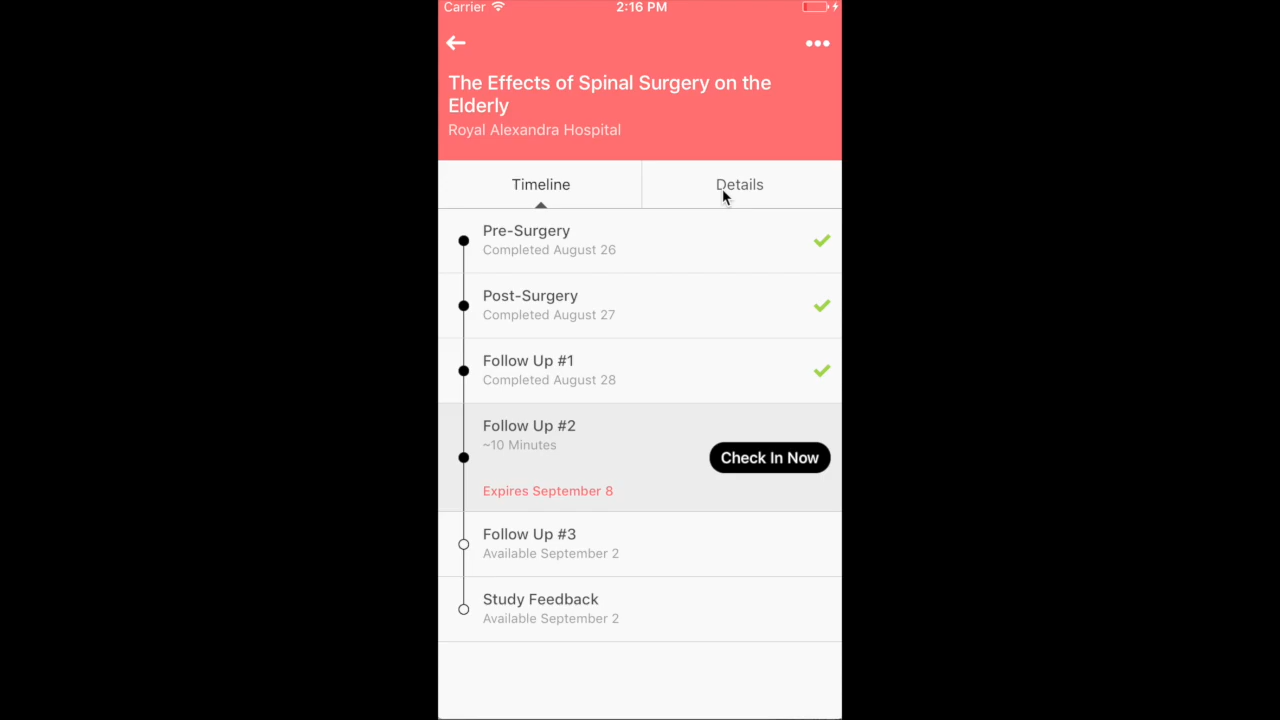 Carrier 2:16 PM
The Effects of Spinal Surgery on the
Elderly
Royal Alexandra Hospital
Timeline Details
Pre-Surgery
Completed August 26
Post-Surgery
Completed August 27
Follow Up #1
Completed August 28
Follow Up #2
~10 Minutes
Check In Now
Expires September 8
Follow Up #3
Available September 2
Study Feedback
Available September 2